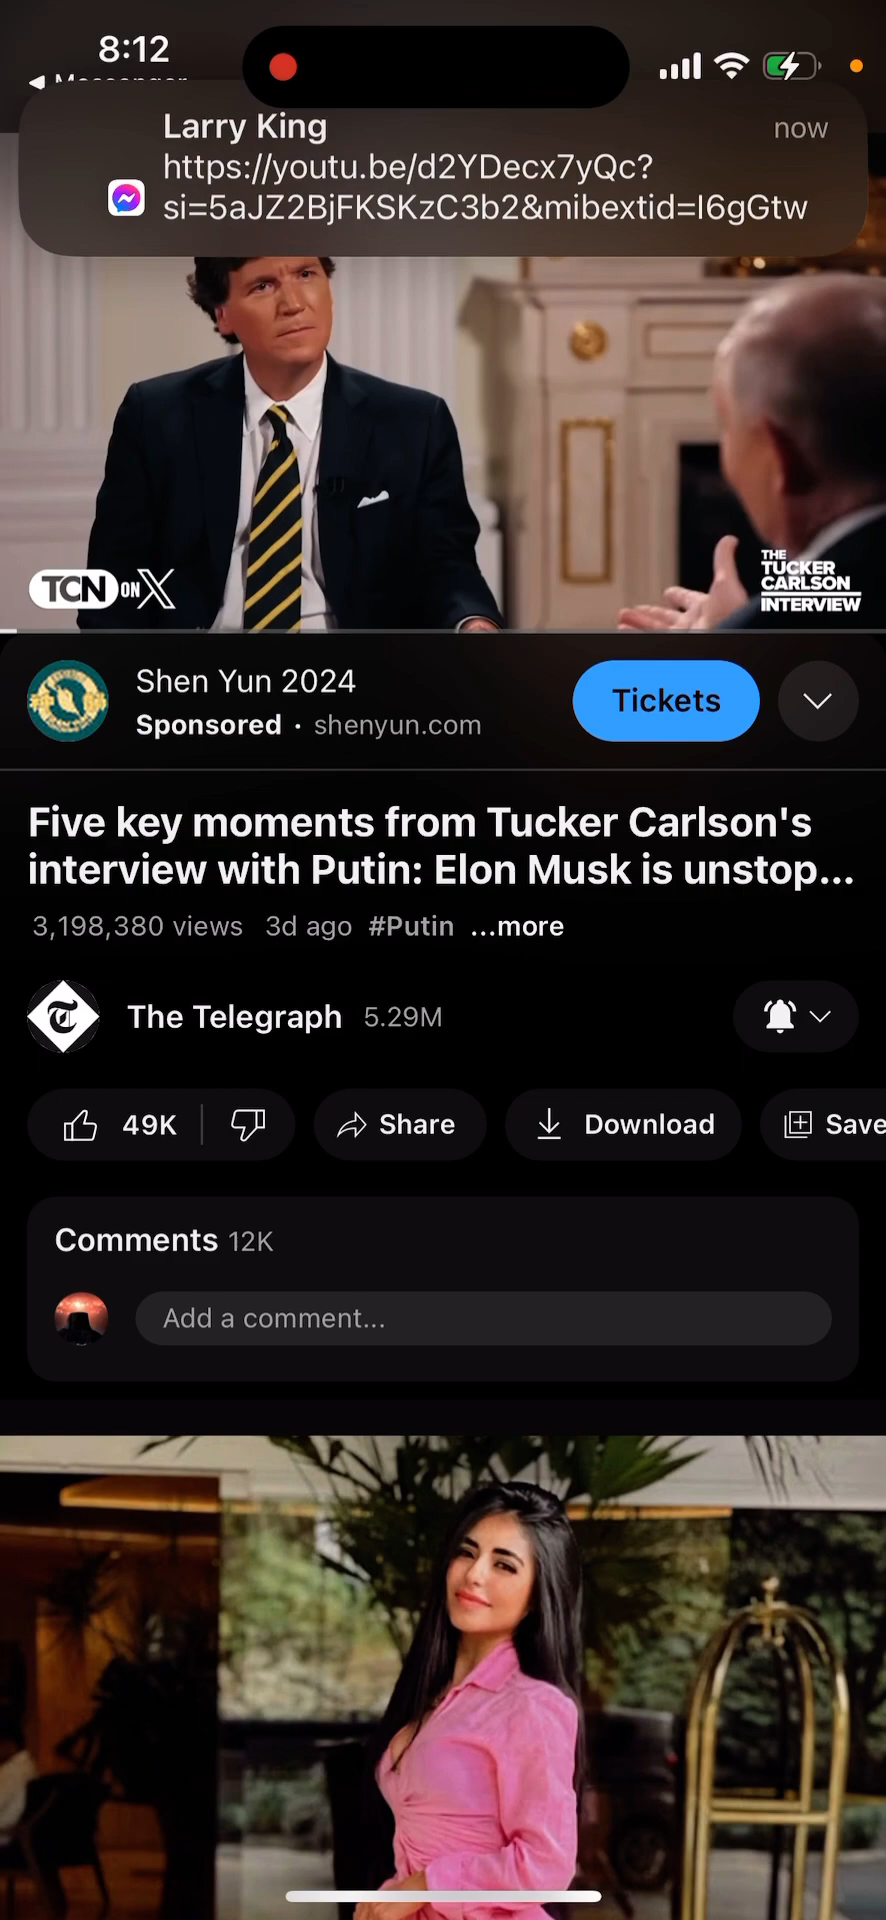 8:12
Messenger
Larry King
now
https://youtu.be/d2YDecx7yQc?
si=5aJZ2BjFKSKzC3b2&mibextid=I6gGtw
TCN ON X
THE
TUCKER
CARLSON
INTERVIEW
Shen Yun 2024
Sponsored · shenyun.com
Tickets
Five key moments from Tucker Carlson's
interview with Putin: Elon Musk is unstop...
3,198,380 views 3d ago #Putin ...more
The Telegraph 5.29M
49K Share Download Save
Comments 12K
Add a comment...